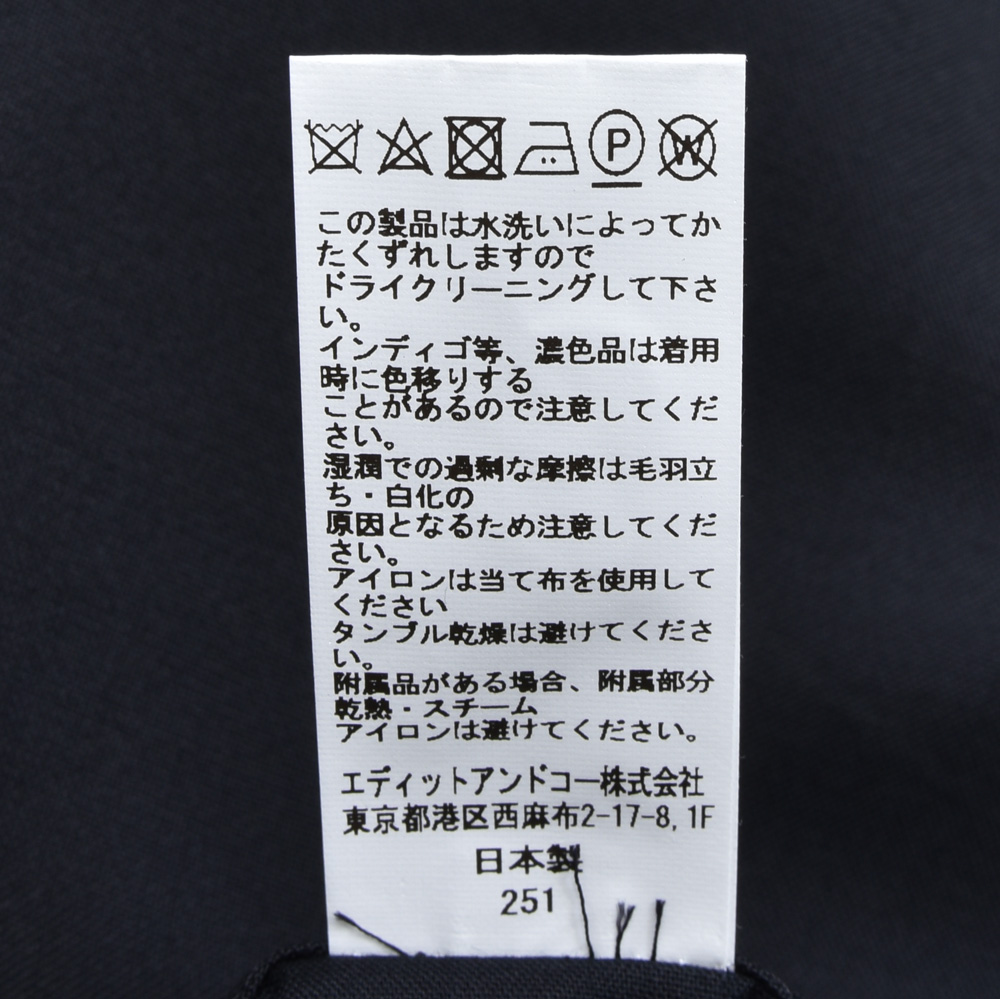 P W
この製品は水洗いによってか
たくずれしますので
ドライクリーニングして下さ
い。
インディゴ等、濃色品は着用
時に色移りする
ことがあるので注意してくだ
さい。
湿潤での過剰な摩擦は毛羽立
ち・白化の
原因となるため注意してくだ
さい。
アイロンは当て布を使用して
ください
タンブル乾燥は避けてくださ
い。
附属品がある場合、附属部分
乾熱・スチーム
アイロンは避けてください。
エディットアンドコー株式会社
東京都港区西麻布2-17-8, 1F
日本製
251